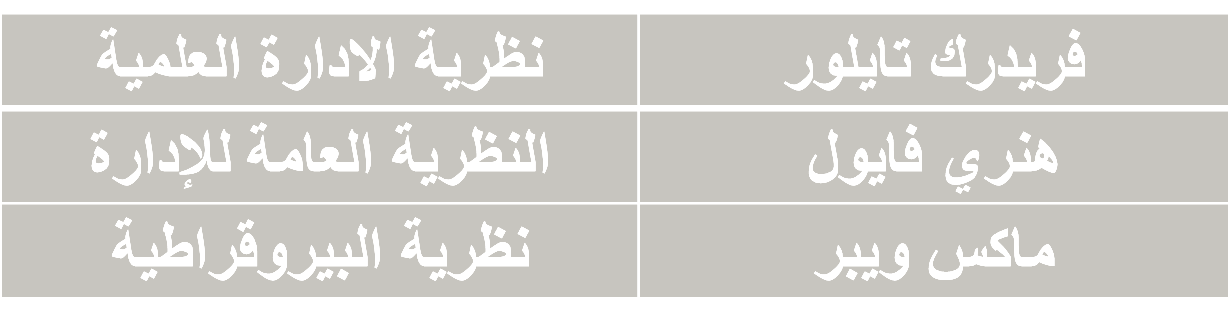 فريدرك تايلور نظرية الادارة العلمية
هنري فايول النظرية العامة للإدارة
ماكس ويبر نظرية البيروقراطية